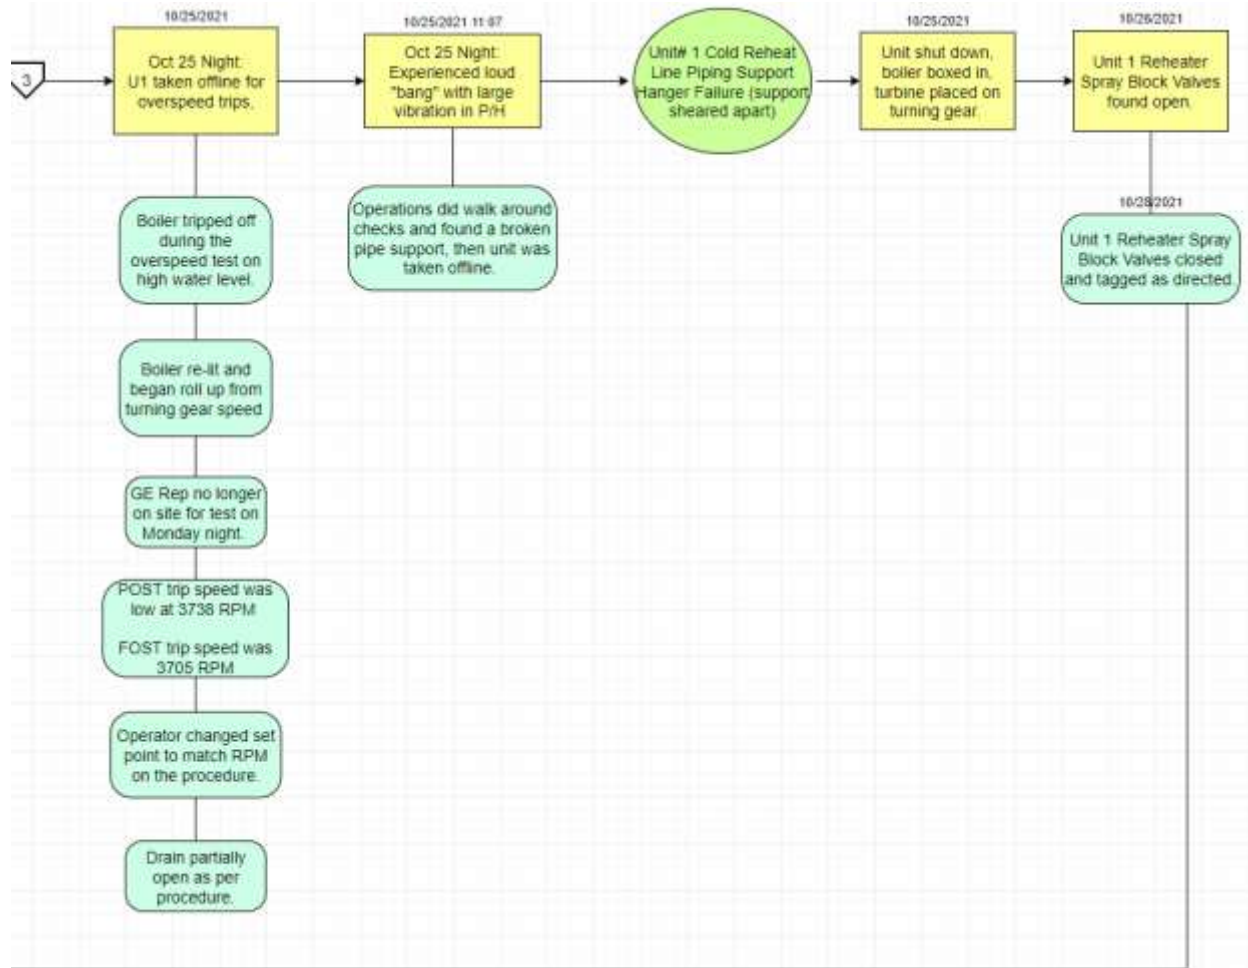 3
10/25/2021
Oct 25 Night:
U1 taken offline for
overspeed trips.
Boiler tripped off
during the
overspeed test on
high water level.
Boiler re-lit and
began roll up from
turning gear speed
GE Rep no longer
on site for test on
Monday night.
POST trip speed was
low at 3738 RPM
FOST trip speed was
3705 RPM
Operator changed set
point to match RPM
on the procedure.
Drain partially
open as per
procedure.
10/25/2021 11:07
Oct 25 Night:
Experienced loud
"bang" with large
vibration in P/H
Operations did walk around
checks and found a broken
pipe support, then unit was
taken offline.
Unit# 1 Cold Reheat
Line Piping Support
Hanger Failure (support
sheared apart)
10/25/2021
Unit shut down,
boiler boxed in,
turbine placed on
turning gear.
10/26/2021
Unit 1 Reheater
Spray Block Valves
found open.
10/28/2021
Unit 1 Reheater Spray
Block Valves closed
and tagged as directed.